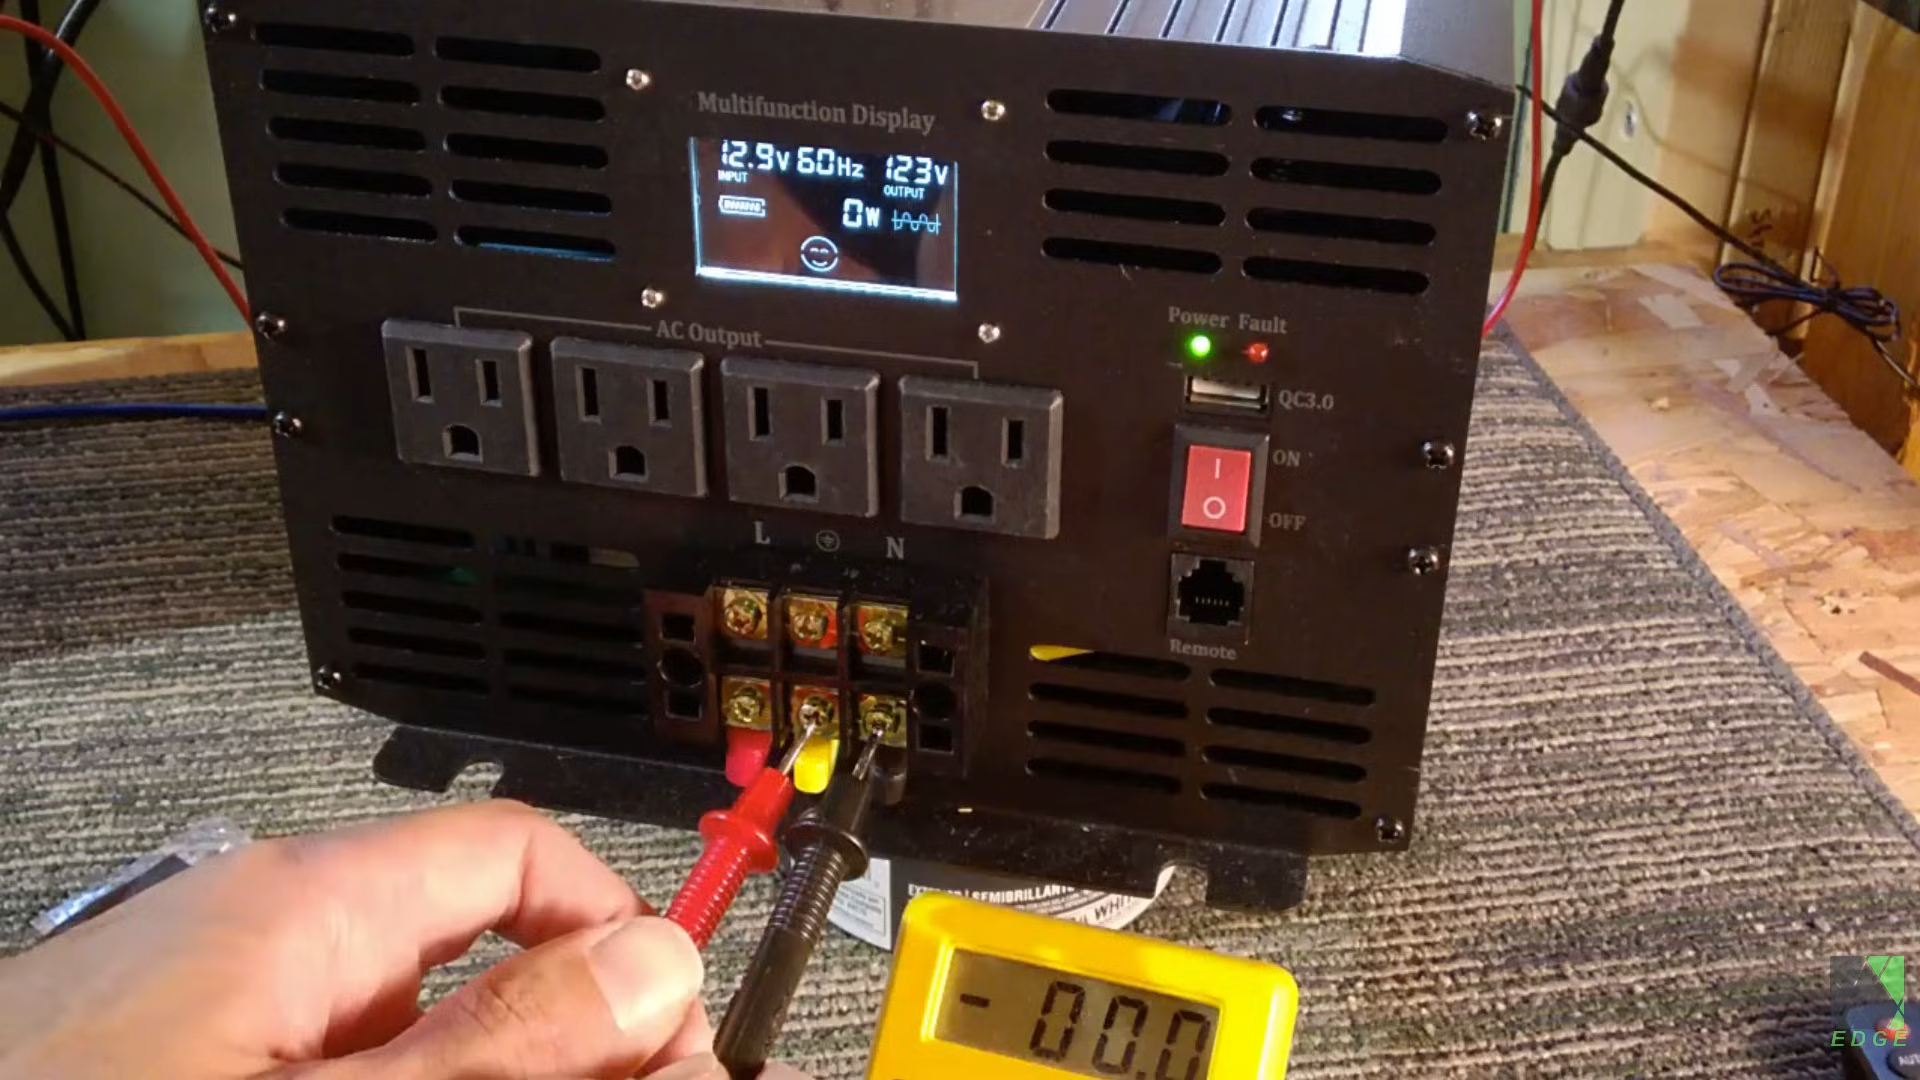 Multifunction Display
12.9V 60Hz 123V
INPUT
OUTPUT
0W
AC Output
Power Fault
QC3.0
ON
I
O
OFF
L
N
Remote
SEMIBRILLANTE
- 00.0
EDGE